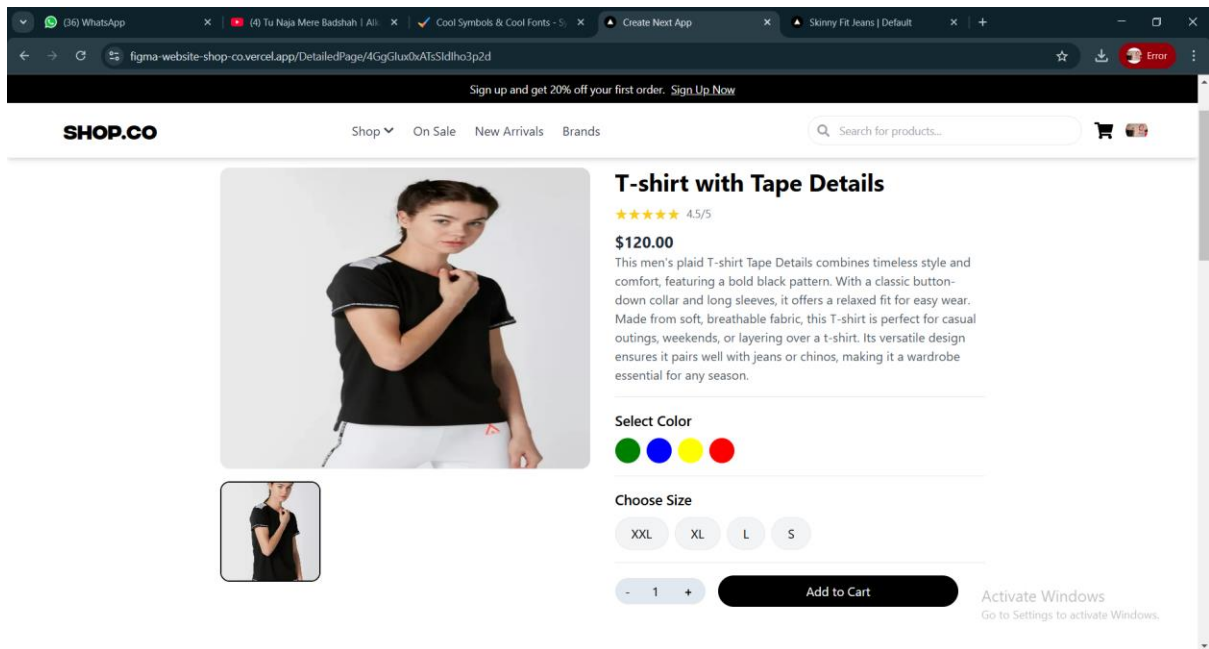 (36) WhatsApp
(4) Tu Naja Mere Badshah | Alk
Cool Symbols & Cool Fonts - Sy
Create Next App
Skinny Fit Jeans | Default
figma-website-shop-co.vercel.app/DetailedPage/4GgGlux0xATsSIdIho3p2d
Error
Sign up and get 20% off your first order. Sign Up Now
SHOP.CO
Shop
On Sale
New Arrivals
Brands
Search for products...
T-shirt with Tape Details
4.5/5
$120.00
This men's plaid T-shirt Tape Details combines timeless style and
comfort, featuring a bold black pattern. With a classic button-
down collar and long sleeves, it offers a relaxed fit for easy wear.
Made from soft, breathable fabric, this T-shirt is perfect for casual
outings, weekends, or layering over a t-shirt. Its versatile design
ensures it pairs well with jeans or chinos, making it a wardrobe
essential for any season.
Select Color
Choose Size
XXL
XL
L
S
- 1 +
Add to Cart
Activate Windows
Go to Settings to activate Windows.